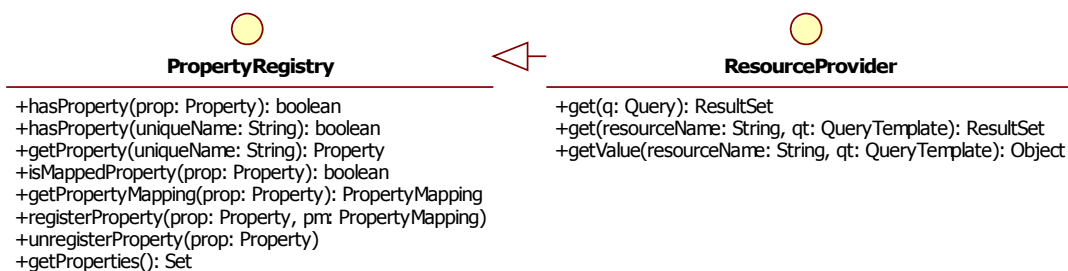 PropertyRegistry
+hasProperty(prop: Property): boolean
+hasProperty(uniqueName: String): boolean
+getProperty(uniqueName: String): Property
+isMappedProperty(prop: Property): boolean
+getPropertyMapping(prop: Property): PropertyMapping
+registerProperty(prop: Property, pm: PropertyMapping)
+unregisterProperty(prop: Property)
+getProperties(): Set
ResourceProvider
+get(q: Query): ResultSet
+get(resourceName: String, qt: QueryTemplate): ResultSet
+getValue(resourceName: String, qt: QueryTemplate): Object